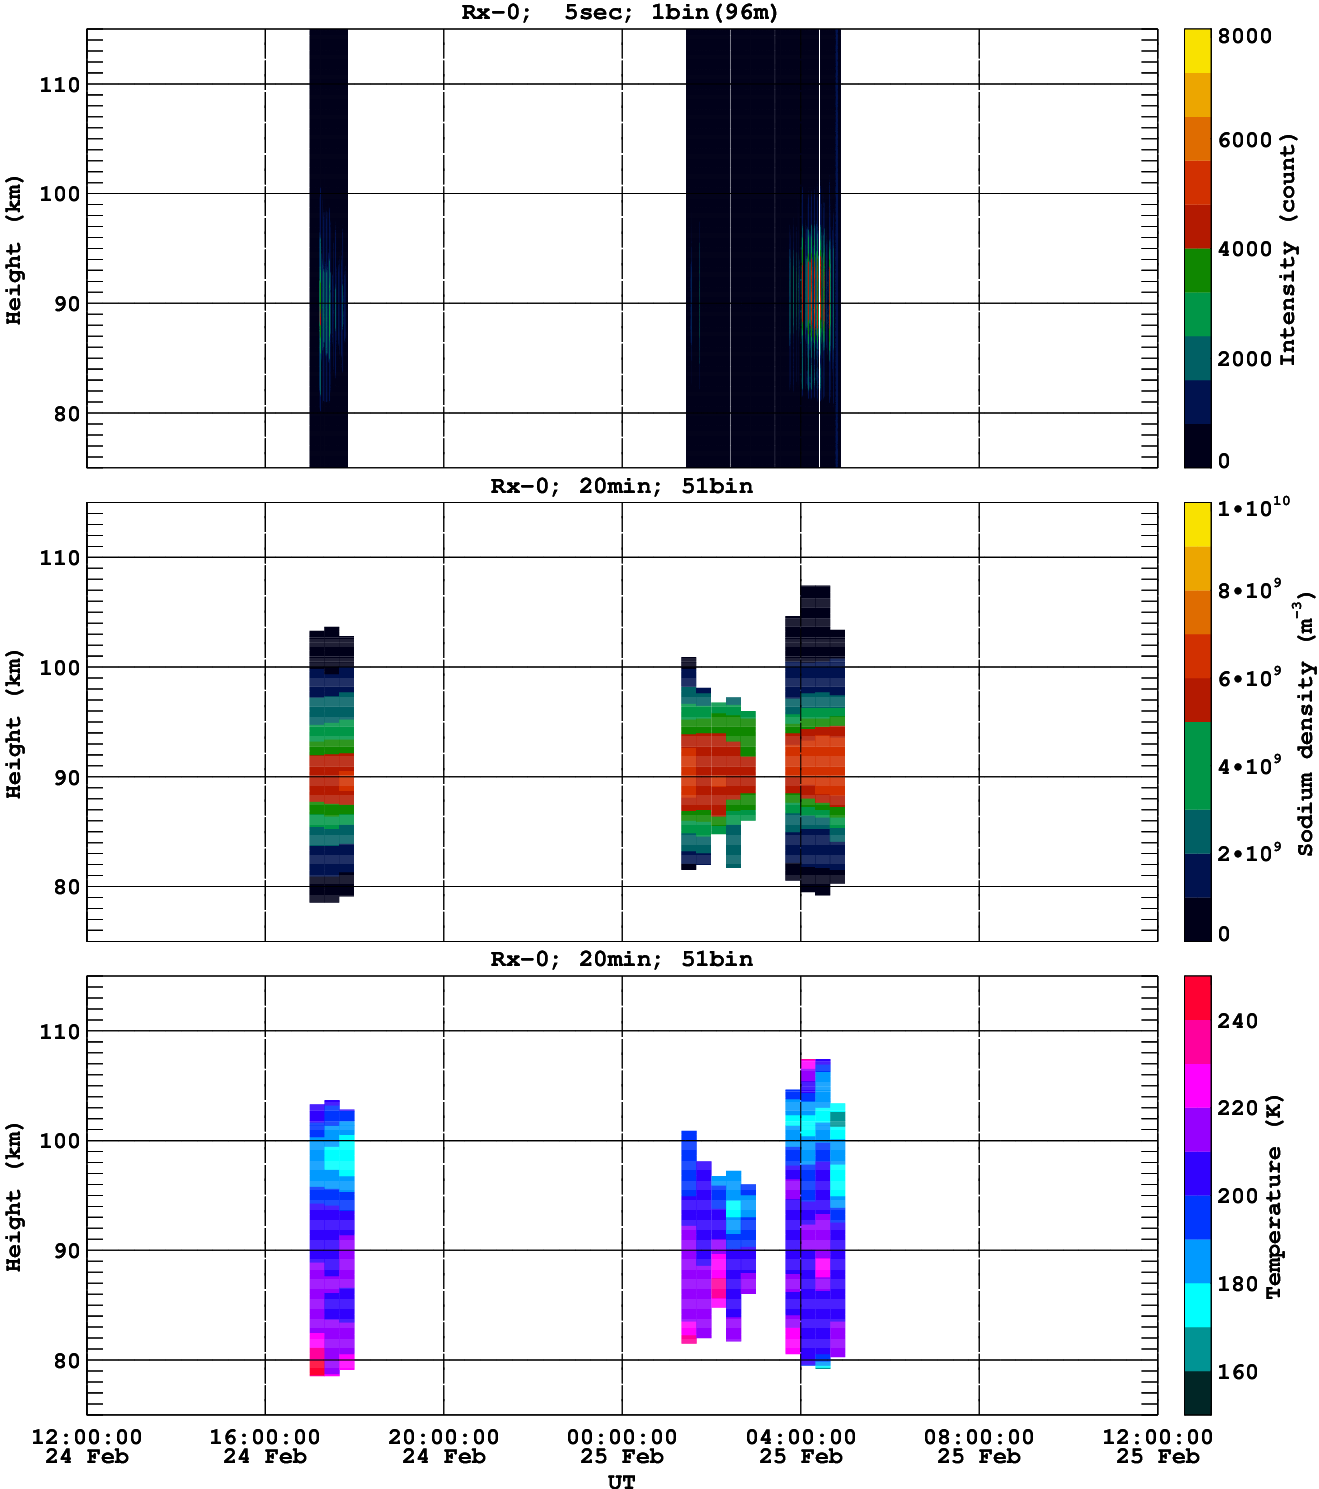 Rx-0;  5sec; 1bin(96m)
110
100
90
80
Height (km)
8000
6000
4000
2000
0
Intensity (count)
Rx-0; 20min; 51bin
110
100
90
80
Height (km)
1•10¹⁰
8•10⁹
6•10⁹
4•10⁹
2•10⁹
0
Sodium density (m⁻³)
Rx-0; 20min; 51bin
110
100
90
80
Height (km)
240
220
200
180
160
Temperature (K)
12:00:00 16:00:00 20:00:00 00:00:00 04:00:00 08:00:00 12:00:00
24 Feb 24 Feb 24 Feb 25 Feb 25 Feb 25 Feb 25 Feb
UT